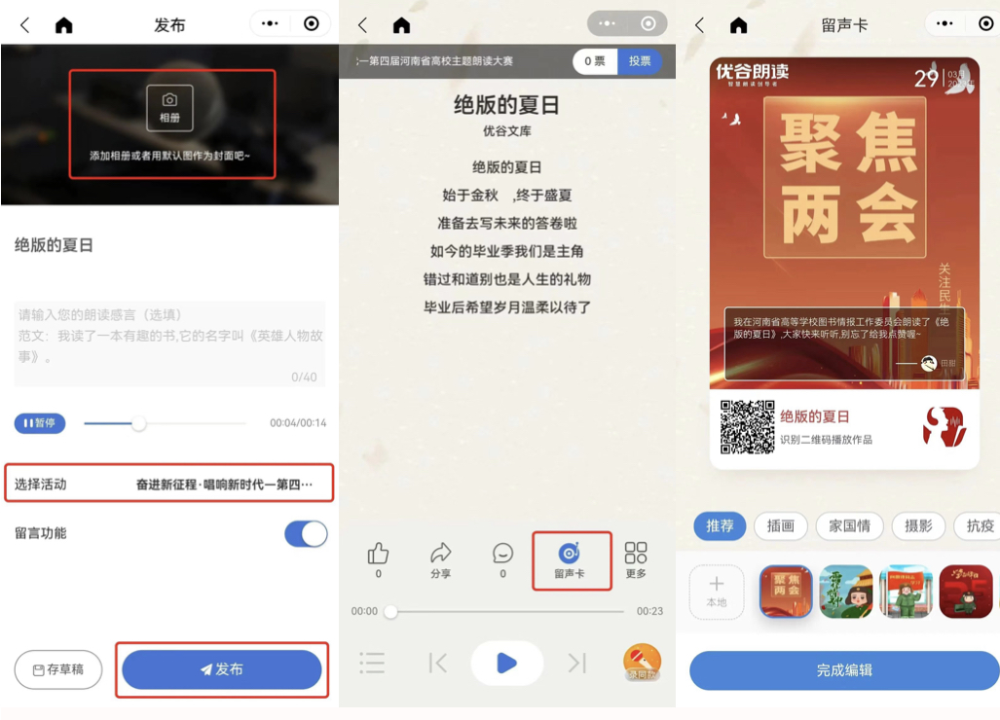 发布
相册
添加相册或者用默认图作为封面吧~
绝版的夏日
请输入您的朗读感言（选填）
范文：我读了一本有趣的书,它的名字叫《英雄人物故
事》。
0/40
暂停
00:04/00:14
选择活动
奋进新征程·唱响新时代一第四···
留言功能
存草稿
发布
一第四届河南省高校主题朗读大赛
0 票
投票
绝版的夏日
优谷文库
绝版的夏日
始于金秋 ,终于盛夏
准备去写未来的答卷啦
如今的毕业季我们是主角
错过和道别也是人生的礼物
毕业后希望岁月温柔以待了
0
分享
0
留声卡
更多
00:00
00:23
录同款
留声卡
优谷朗读
29
03月
聚焦
两会
关注民生
我在河南省高等学校图书情报工作委员会朗读了《绝
版的夏日》,大家快来听听,别忘了给我点赞喔~
田甜
绝版的夏日
识别二维码播放作品
推荐
插画
家国情
摄影
抗疫
本地
聚焦
两会
完成编辑